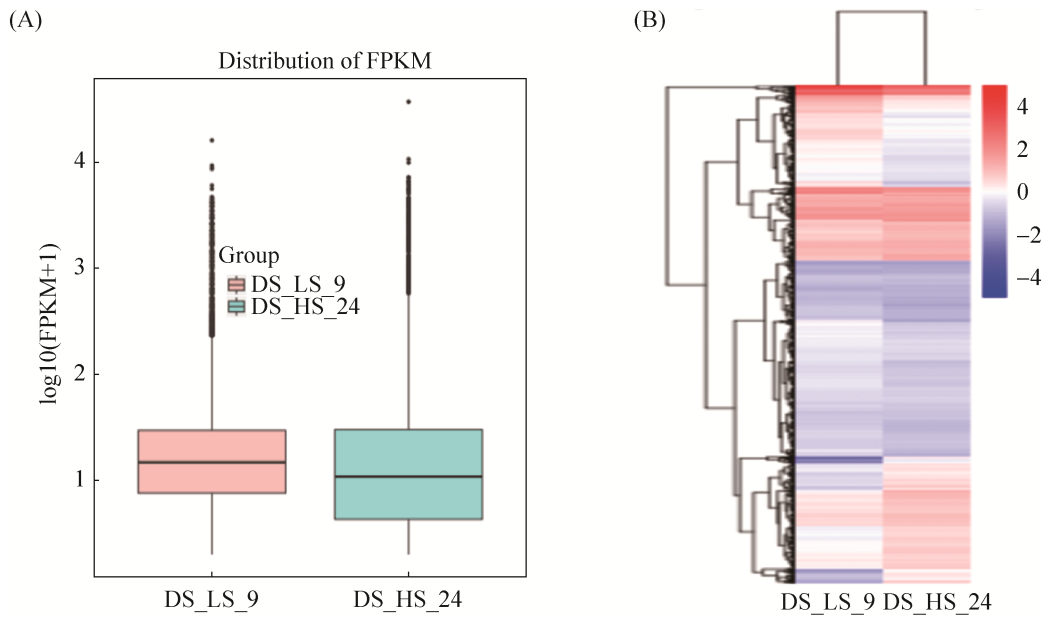 (A)
Distribution of FPKM
log10(FPKM+1)
4
3
2
1
Group
DS_LS_9
DS_HS_24
DS_LS_9
DS_HS_24
(B)
4
2
0
–2
–4
DS_LS_9
DS_HS_24